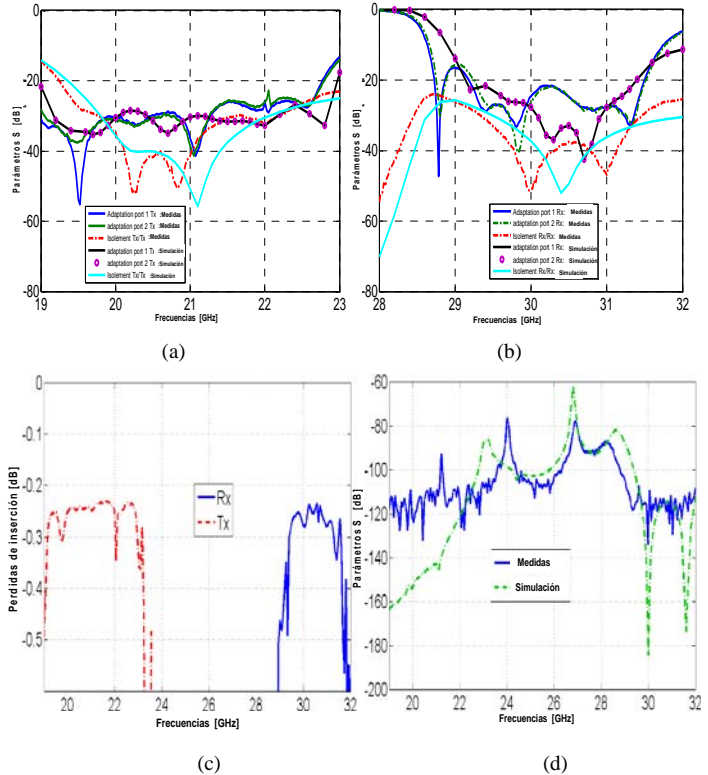 0
-20
-40
-60
-80
19
20
21
22
23
Parámetros S [dB]
Frecuencias [GHz]
Adaptation port 1 Tx :Medidas
adaptation port 2 Tx :Medidas
Isolement Tx/Tx :Medidas
adaptation port 1 Tx :Simulación
adaptation port 2 Tx :Simulación
Isolement Tx/Tx :Simulación
(a)
0
-20
-40
-60
-80
28
29
30
31
32
Parámetros S [dB]
Frecuencias [GHz]
Adaptation port 1 Rx: Medidas
adaptation port 2 Rx: Medidas
Isolement Rx/Rx: Medidas
adaptation port 1 Rx: Simulación
adaptation port 2 Rx: Simulación
Isolement Rx/Rx: Simulación
(b)
0
-0.1
-0.2
-0.3
-0.4
-0.5
20
22
24
26
28
30
32
Perdidas de inserción [dB]
Frecuencias [GHz]
Rx
Tx
(c)
-60
-80
-100
-120
-140
-160
-180
-200
20
22
24
26
28
30
32
Parámetros S [dB]
Frecuencias [GHz]
Medidas
Simulación
(d)